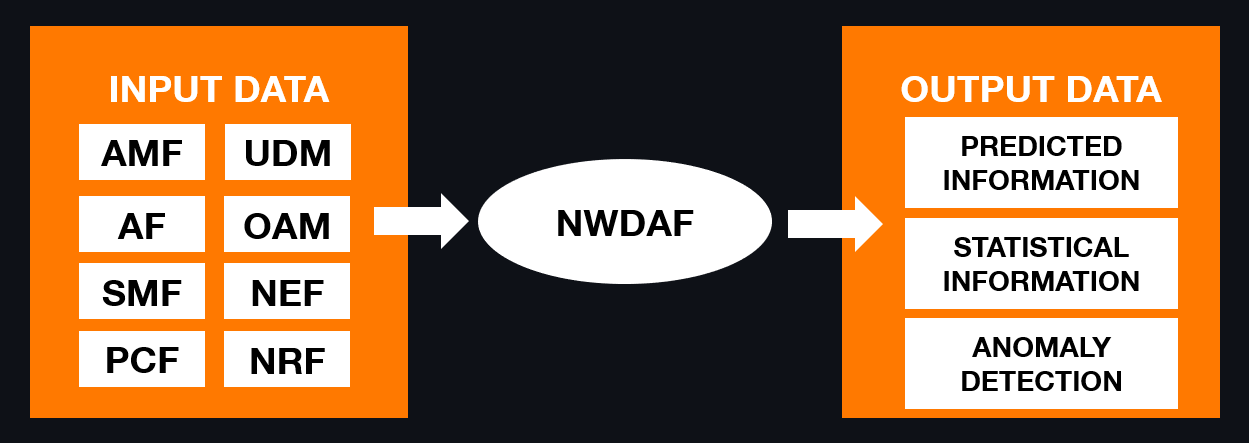 INPUT DATA
AMF
UDM
AF
OAM
SMF
NEF
PCF
NRF
NWDAF
OUTPUT DATA
PREDICTED
INFORMATION
STATISTICAL
INFORMATION
ANOMALY
DETECTION